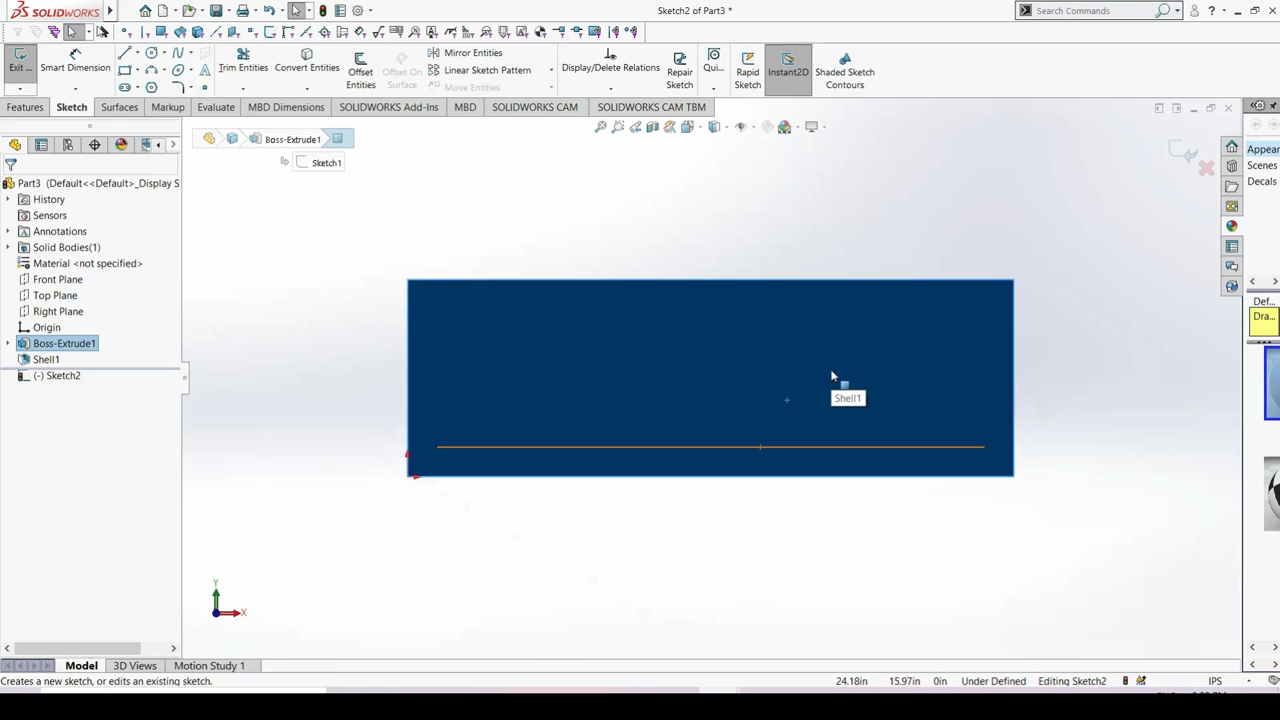 SOLIDWORKS
Sketch2 of Part3 *
Search Commands
Exit ...
Smart Dimension
Trim Entities
Convert Entities
Offset Entities
Offset On Surface
Mirror Entities
Linear Sketch Pattern
Move Entities
Display/Delete Relations
Repair Sketch
Qui...
Rapid Sketch
Instant2D
Shaded Sketch Contours
Features
Sketch
Surfaces
Markup
Evaluate
MBD Dimensions
SOLIDWORKS Add-Ins
MBD
SOLIDWORKS CAM
SOLIDWORKS CAM TBM
Boss-Extrude1
Sketch1
Part3 (Default<<Default>_Display S
History
Sensors
Annotations
Solid Bodies(1)
Material <not specified>
Front Plane
Top Plane
Right Plane
Origin
Boss-Extrude1
Shell1
(-) Sketch2
Shell1
Y
X
Appear
Scenes
Decals
Def...
Dra...
Model
3D Views
Motion Study 1
Creates a new sketch, or edits an existing sketch.
24.18in
15.97in
0in
Under Defined
Editing Sketch2
IPS